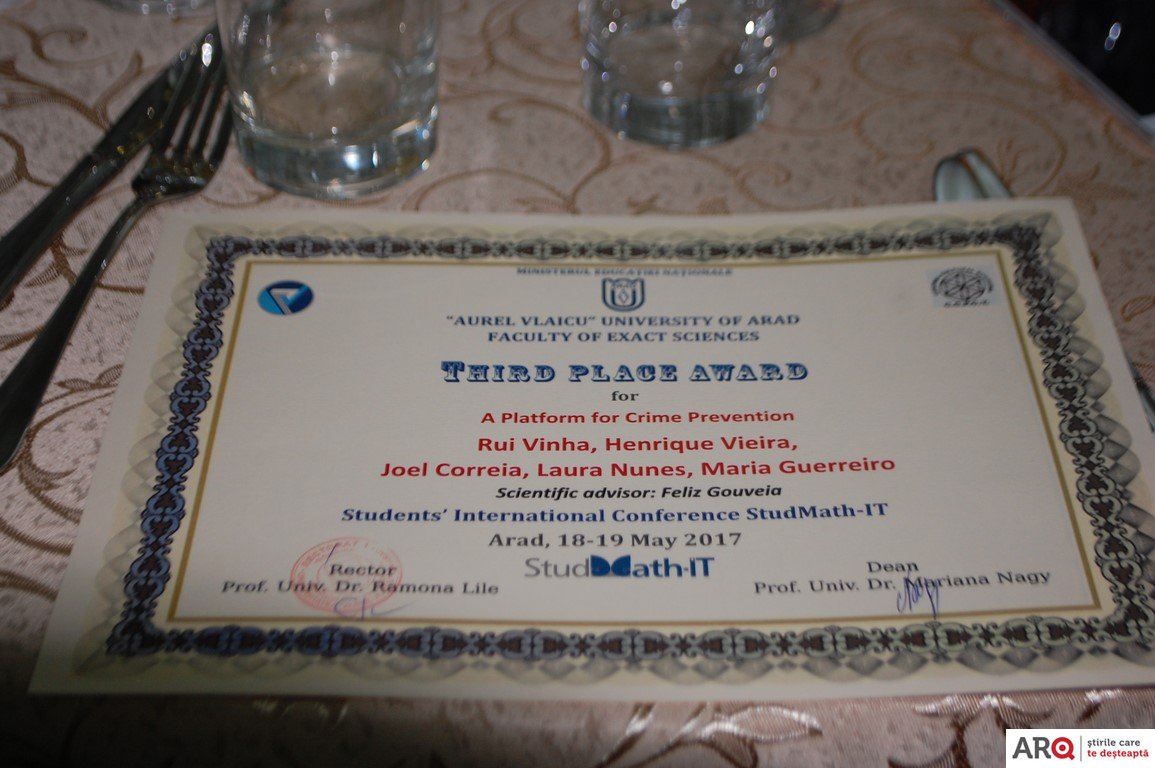 MINISTERUL EDUCAȚIEI NAȚIONALE
"AUREL VLAICU" UNIVERSITY OF ARAD
FACULTY OF EXACT SCIENCES
THIRD PLACE AWARD
for
A Platform for Crime Prevention
Rui Vinha, Henrique Vieira,
Joel Correia, Laura Nunes, Maria Guerreiro
Scientific advisor: Feliz Gouveia
Students' International Conference StudMath-IT
Arad, 18-19 May 2017
StudMath-IT
Rector
Prof. Univ. Dr. Ramona Lile
Dean
Prof. Univ. Dr. Mariana Nagy
ARQ
știrile care
te deșteaptă